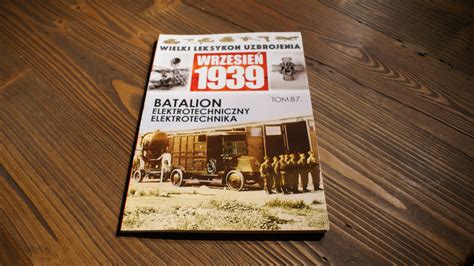 WIELKI LEKSYKON UZBROJENIA
WRZESIEŃ
1939
TOM 87.
BATALION
ELEKTROTECHNICZNY
ELEKTROTECHNIKA